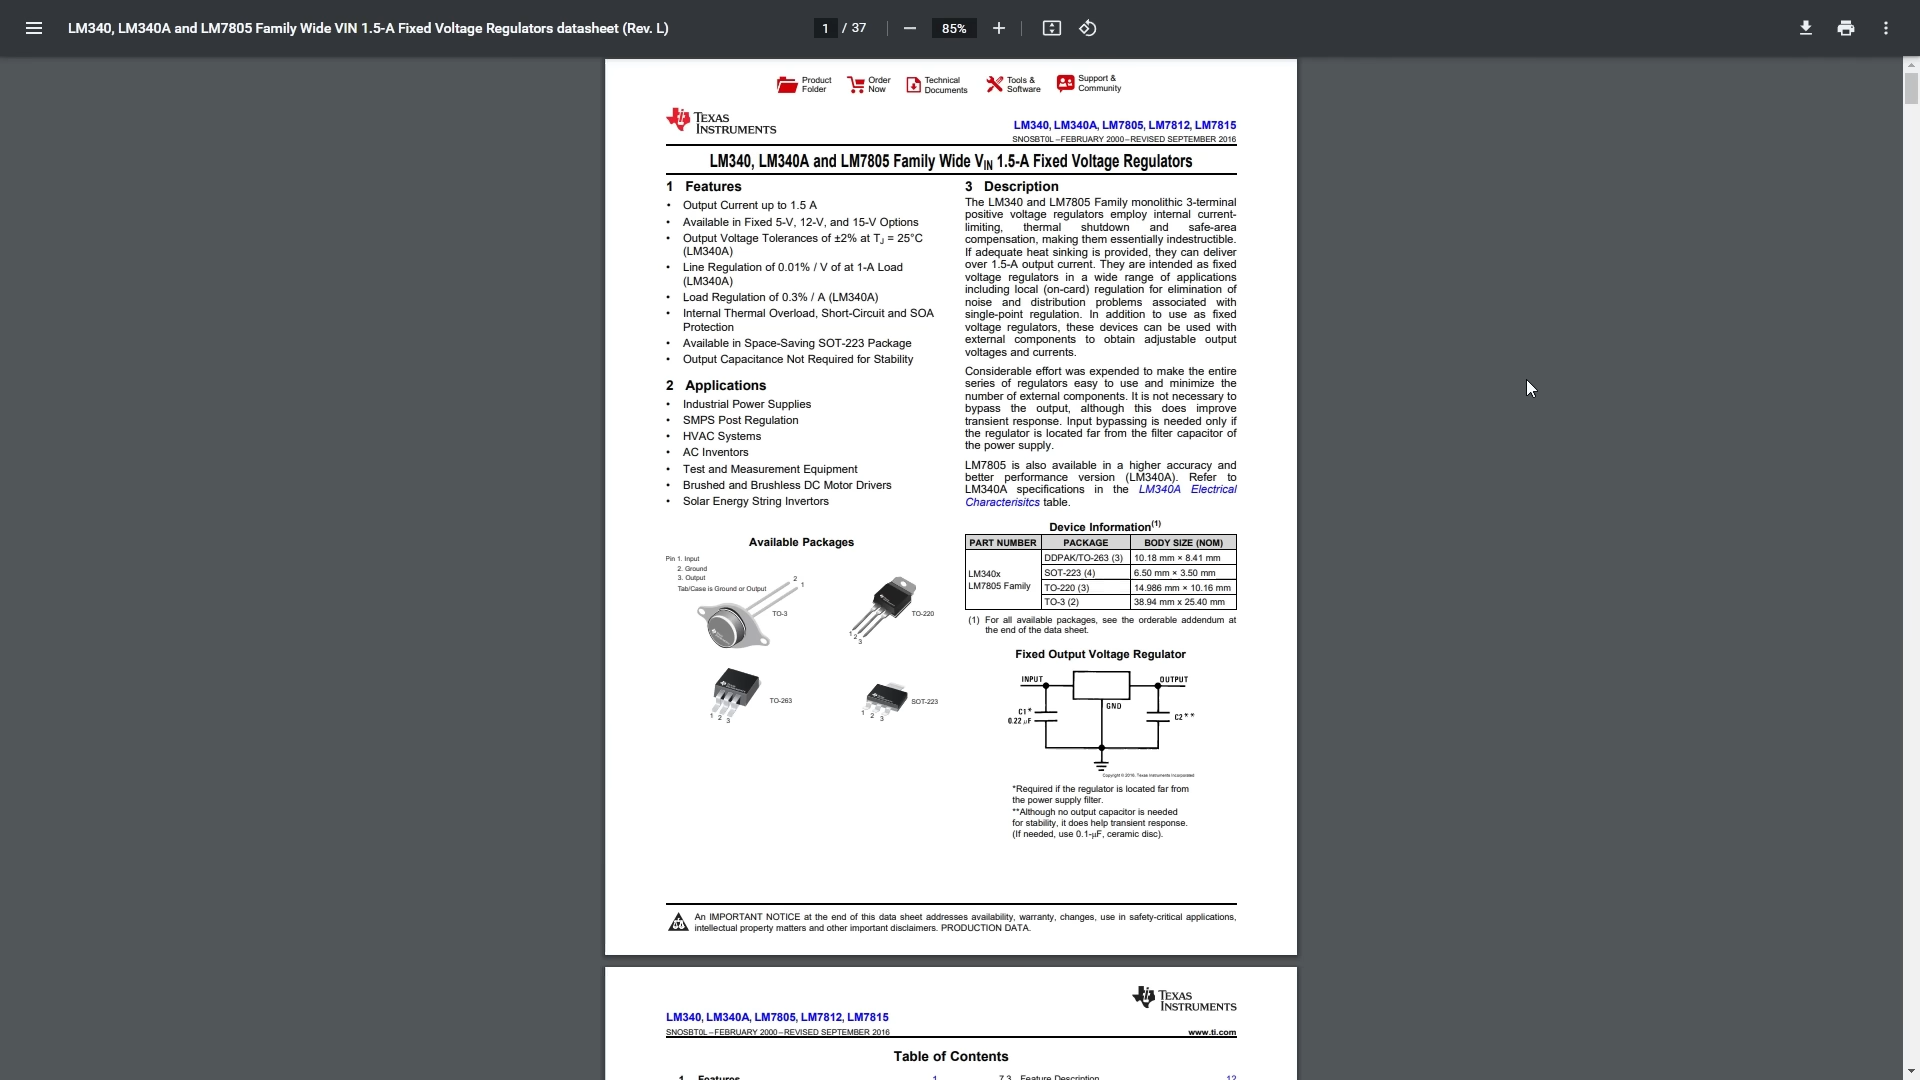 LM340, LM340A and LM7805 Family Wide VIN 1.5-A Fixed Voltage Regulators datasheet (Rev. L)
1 / 37
85%
Product Folder
Order Now
Technical Documents
Tools & Software
Support & Community
TEXAS
INSTRUMENTS
LM340, LM340A, LM7805, LM7812, LM7815
SNOSBT0L –FEBRUARY 2000–REVISED SEPTEMBER 2016
LM340, LM340A and LM7805 Family Wide VIN 1.5-A Fixed Voltage Regulators
1 Features
• Output Current up to 1.5 A
• Available in Fixed 5-V, 12-V, and 15-V Options
• Output Voltage Tolerances of ±2% at TJ = 25°C
(LM340A)
• Line Regulation of 0.01% / V of at 1-A Load
(LM340A)
• Load Regulation of 0.3% / A (LM340A)
• Internal Thermal Overload, Short-Circuit and SOA
Protection
• Available in Space-Saving SOT-223 Package
• Output Capacitance Not Required for Stability
2 Applications
• Industrial Power Supplies
• SMPS Post Regulation
• HVAC Systems
• AC Inventors
• Test and Measurement Equipment
• Brushed and Brushless DC Motor Drivers
• Solar Energy String Invertors
Available Packages
Pin 1. Input
2. Ground
3. Output
Tab/Case is Ground or Output
2
1
TO-3
TO-220
1
2
3
TO-263
1 2 3
SOT-223
1 2 3
3 Description
The LM340 and LM7805 Family monolithic 3-terminal
positive voltage regulators employ internal current-
limiting, thermal shutdown and safe-area
compensation, making them essentially indestructible.
If adequate heat sinking is provided, they can deliver
over 1.5-A output current. They are intended as fixed
voltage regulators in a wide range of applications
including local (on-card) regulation for elimination of
noise and distribution problems associated with
single-point regulation. In addition to use as fixed
voltage regulators, these devices can be used with
external components to obtain adjustable output
voltages and currents.
Considerable effort was expended to make the entire
series of regulators easy to use and minimize the
number of external components. It is not necessary to
bypass the output, although this does improve
transient response. Input bypassing is needed only if
the regulator is located far from the filter capacitor of
the power supply.
LM7805 is also available in a higher accuracy and
better performance version (LM340A). Refer to
LM340A specifications in the LM340A Electrical
Characterisitcs table.
Device Information(1)
PART NUMBER PACKAGE BODY SIZE (NOM)
LM340x
LM7805 Family
DDPAK/TO-263 (3) 10.18 mm × 8.41 mm
SOT-223 (4) 6.50 mm × 3.50 mm
TO-220 (3) 14.986 mm × 10.16 mm
TO-3 (2) 38.94 mm x 25.40 mm
(1) For all available packages, see the orderable addendum at
the end of the data sheet.
Fixed Output Voltage Regulator
INPUT OUTPUT
GND
C1*
0.22 µF
C2**
Copyright © 2016, Texas Instruments Incorporated
*Required if the regulator is located far from
the power supply filter.
**Although no output capacitor is needed
for stability, it does help transient response.
(If needed, use 0.1-µF, ceramic disc).
An IMPORTANT NOTICE at the end of this data sheet addresses availability, warranty, changes, use in safety-critical applications,
intellectual property matters and other important disclaimers. PRODUCTION DATA.
TEXAS
INSTRUMENTS
LM340, LM340A, LM7805, LM7812, LM7815
SNOSBT0L –FEBRUARY 2000–REVISED SEPTEMBER 2016 www.ti.com
Table of Contents
1 Features 1 7.3 Feature Description 12